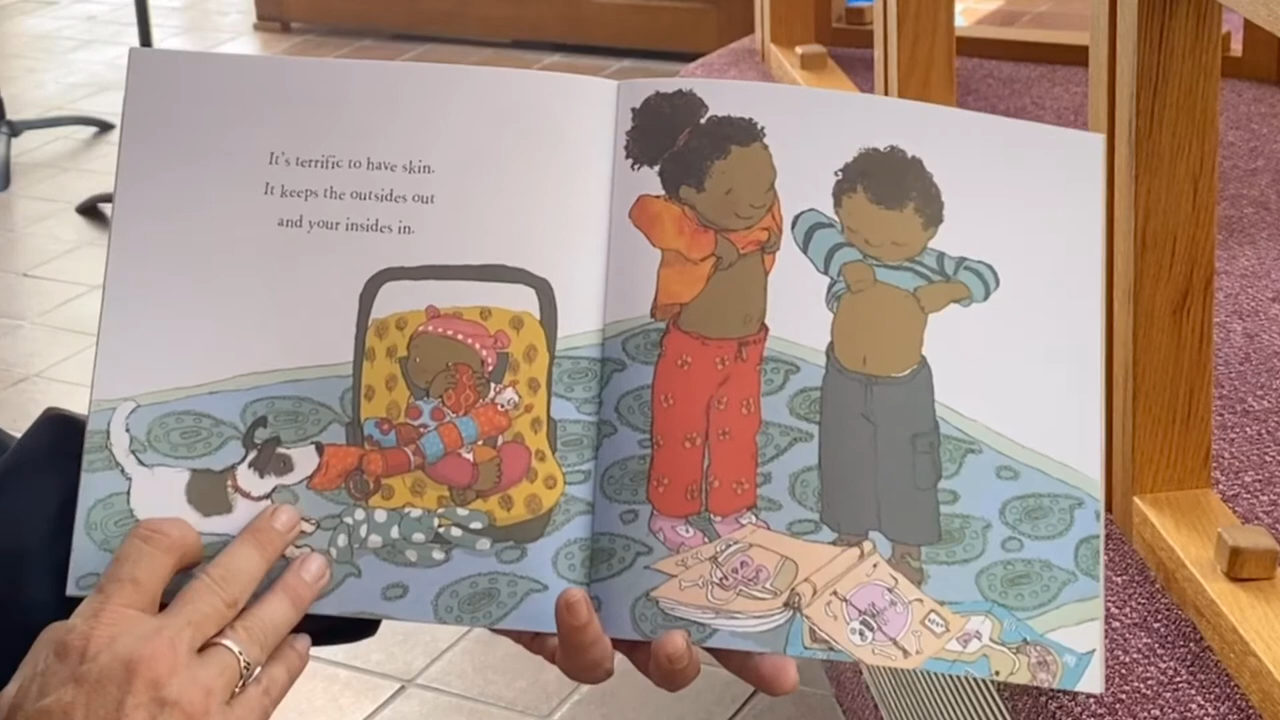 It's terrific to have skin.
It keeps the outsides out
and your insides in.